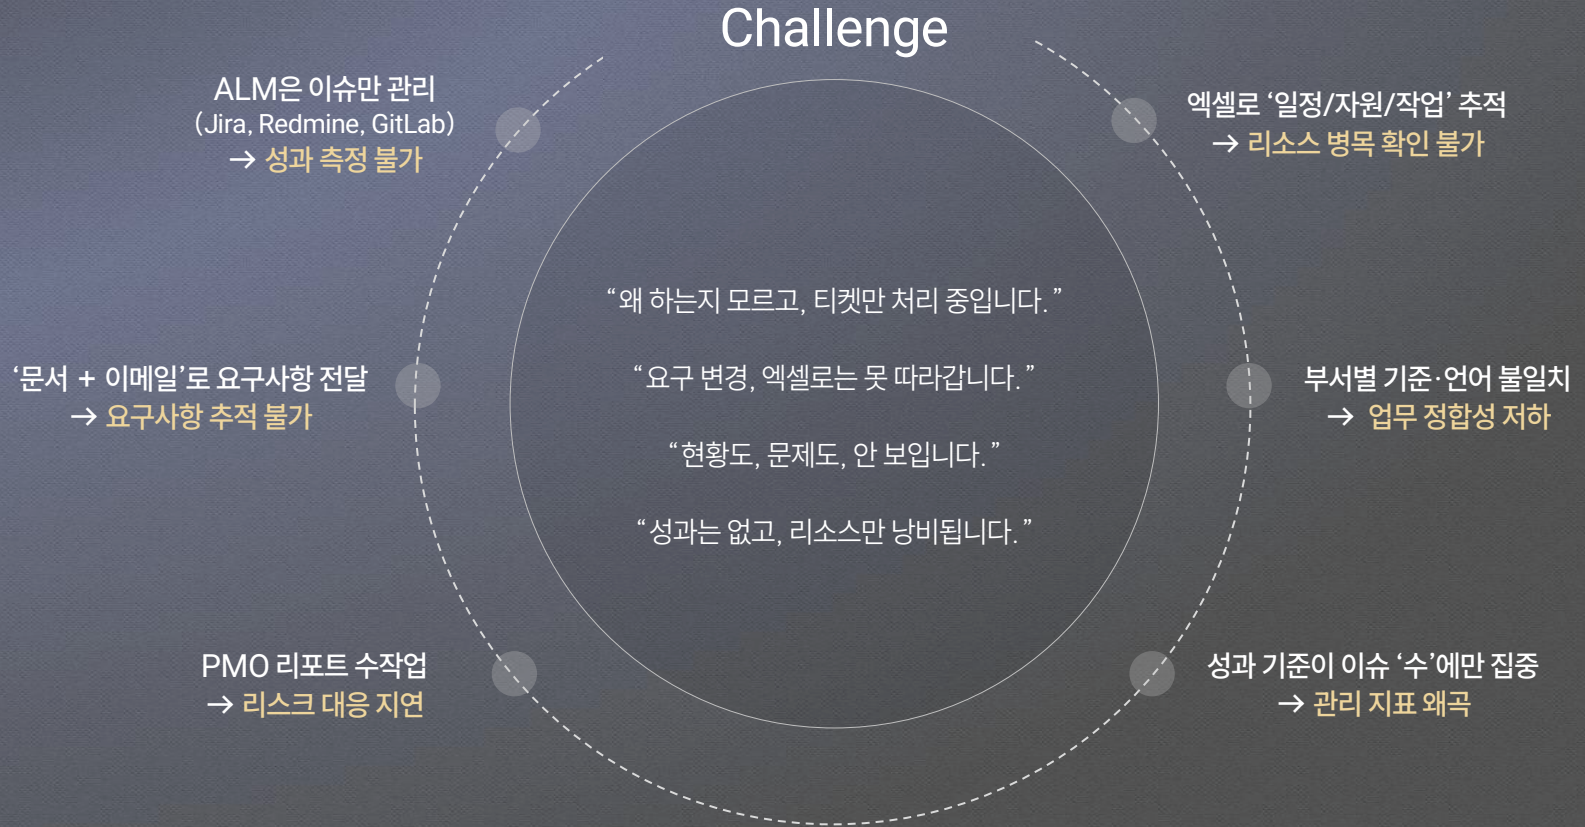 Challenge
ALM은 이슈만 관리
(Jira, Redmine, GitLab)
→ 성과 측정 불가
‘문서 + 이메일’로 요구사항 전달
→ 요구사항 추적 불가
PMO 리포트 수작업
→ 리스크 대응 지연
“왜 하는지 모르고, 티켓만 처리 중입니다.”
“요구 변경, 엑셀로는 못 따라갑니다.”
“현황도, 문제도, 안 보입니다.”
“성과는 없고, 리소스만 낭비됩니다.”
엑셀로 ‘일정/자원/작업’ 추적
→ 리소스 병목 확인 불가
부서별 기준·언어 불일치
→ 업무 정합성 저하
성과 기준이 이슈 ‘수’에만 집중
→ 관리 지표 왜곡